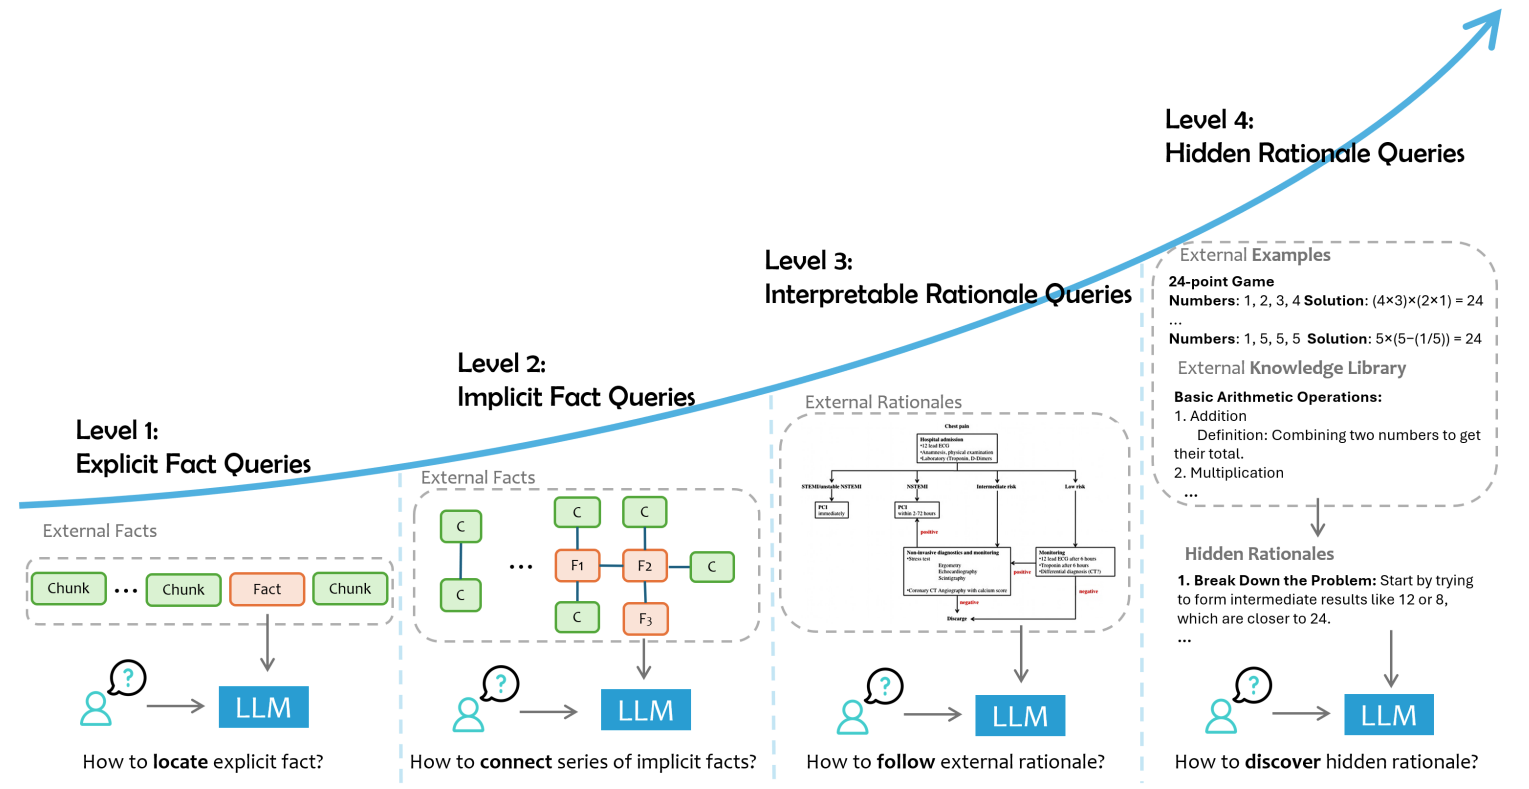 Level 1:
Explicit Fact Queries
External Facts
Chunk
...
Chunk
Fact
Chunk
?
LLM
How to locate explicit fact?
Level 2:
Implicit Fact Queries
External Facts
C
C
...
C
C
F1
F2
C
C
F3
?
LLM
How to connect series of implicit facts?
Level 3:
Interpretable Rationale Queries
External Rationales
Chest pain
Hospital admission
•12 lead ECG
•Anatmesis, physical examination
•Laboratory (Troponin, D-Dimers
STEMI/unstable NSTEMI
NSTEMI
Intermediate risk
Low risk
PCI
immediately
PCI
within 2-72 hours
positive
Non-invasive diagnostics and monitoring
•Stress test
Ergometry
Echocardiography
Scintigraphy
•Coronary CT Angiography with calcium score
positive
Monitoring
•12 lead ECG after 6 hours
•Troponin after 6 hours
•Differential diagnosis (CT?)
negative
negative
Discarge
?
LLM
How to follow external rationale?
Level 4:
Hidden Rationale Queries
External Examples
24-point Game
Numbers: 1, 2, 3, 4 Solution: (4×3)×(2×1) = 24
...
Numbers: 1, 5, 5, 5 Solution: 5×(5−(1/5)) = 24
External Knowledge Library
Basic Arithmetic Operations:
1. Addition
Definition: Combining two numbers to get
their total.
2. Multiplication
...
Hidden Rationales
1. Break Down the Problem: Start by trying
to form intermediate results like 12 or 8,
which are closer to 24.
...
?
LLM
How to discover hidden rationale?